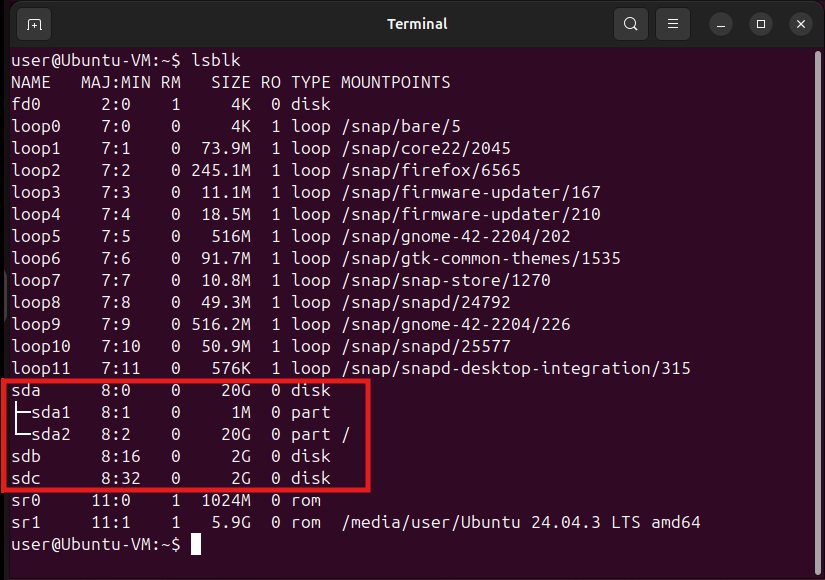 Terminal
user@Ubuntu-VM:~$ lsblk
NAME   MAJ:MIN RM   SIZE RO TYPE MOUNTPOINTS
fd0      2:0    1     4K  0 disk
loop0    7:0    0     4K  1 loop /snap/bare/5
loop1    7:1    0  73.9M  1 loop /snap/core22/2045
loop2    7:2    0 245.1M  1 loop /snap/firefox/6565
loop3    7:3    0  11.1M  1 loop /snap/firmware-updater/167
loop4    7:4    0  18.5M  1 loop /snap/firmware-updater/210
loop5    7:5    0   516M  1 loop /snap/gnome-42-2204/202
loop6    7:6    0  91.7M  1 loop /snap/gtk-common-themes/1535
loop7    7:7    0  10.8M  1 loop /snap/snap-store/1270
loop8    7:8    0  49.3M  1 loop /snap/snapd/24792
loop9    7:9    0 516.2M  1 loop /snap/gnome-42-2204/226
loop10   7:10   0  50.9M  1 loop /snap/snapd/25577
loop11   7:11   0   576K  1 loop /snap/snapd-desktop-integration/315
sda      8:0    0    20G  0 disk
├─sda1   8:1    0     1M  0 part
└─sda2   8:2    0    20G  0 part /
sdb      8:16   0     2G  0 disk
sdc      8:32   0     2G  0 disk
sr0     11:0    1  1024M  0 rom
sr1     11:1    1   5.9G  0 rom  /media/user/Ubuntu 24.04.3 LTS amd64
user@Ubuntu-VM:~$